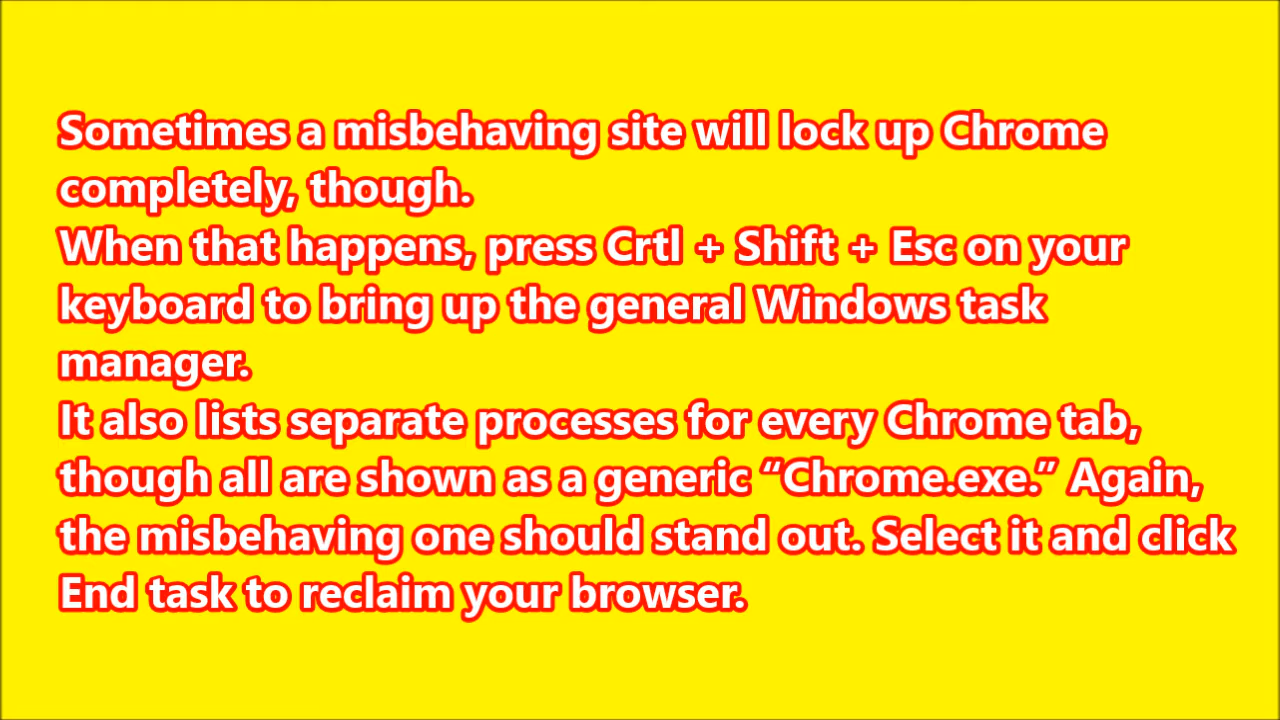 Sometimes a misbehaving site will lock up Chrome
completely, though.
When that happens, press Crtl + Shift + Esc on your
keyboard to bring up the general Windows task
manager.
It also lists separate processes for every Chrome tab,
though all are shown as a generic “Chrome.exe.” Again,
the misbehaving one should stand out. Select it and click
End task to reclaim your browser.